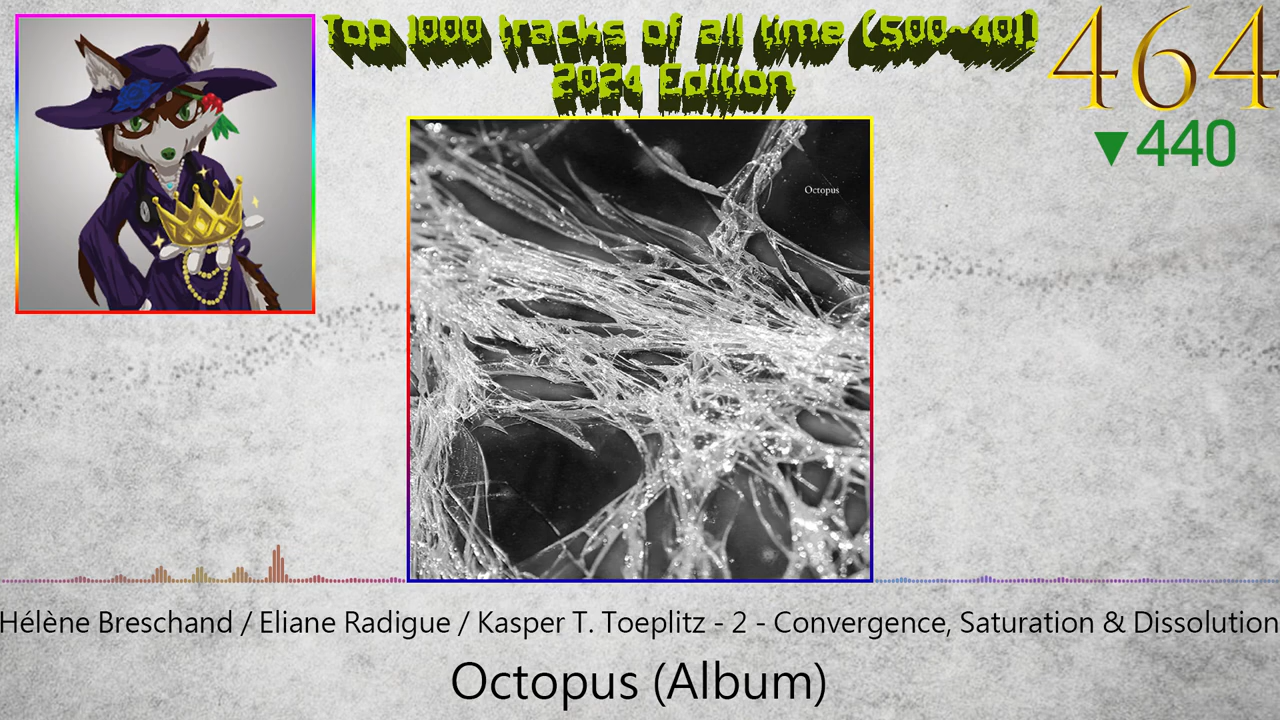 Top 1000 tracks of all time (500-401)
2024 Edition
464
▼440
Octopus
Hélène Breschand / Eliane Radigue / Kasper T. Toeplitz - 2 - Convergence, Saturation & Dissolution
Octopus (Album)